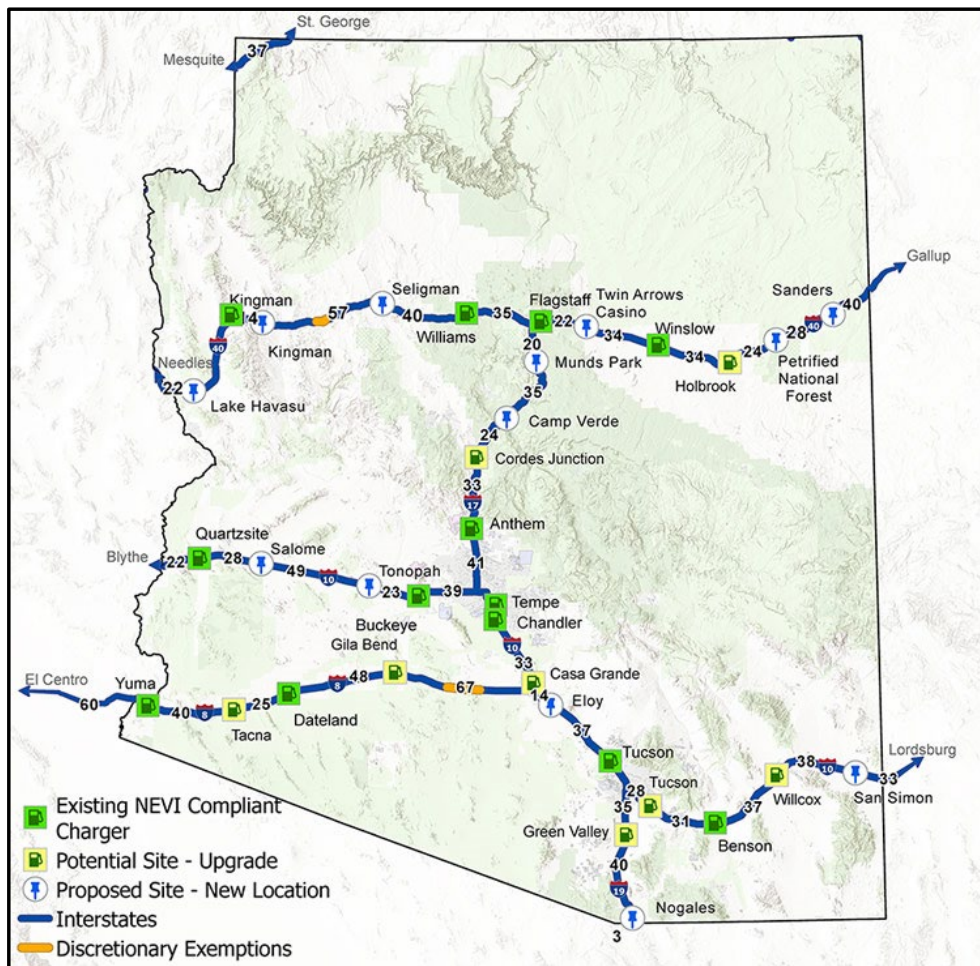 St. George
37
Mesquite
Gallup
Seligman
Sanders
Kingman
57
Flagstaff
Twin Arrows
Casino
40
14
40
35
22
Winslow
28
40
Kingman
Williams
20
34
34
24
40
Munds Park
Holbrook
Petrified
National
Forest
Needles
22
35
Lake Havasu
24
Camp Verde
Cordes Junction
33
17
Quartzsite
Anthem
Salome
Blythe
22
28
49
10
Tonopah
41
23
39
Tempe
Buckeye
Chandler
Gila Bend
10
33
El Centro
Yuma
48
8
67
Casa Grande
14
60
40
8
25
Eloy
Tacna
Dateland
37
Tucson
Lordsburg
38
10
28
Tucson
33
Willcox
San Simon
35
37
31
Green Valley
Benson
40
19
Nogales
3
Existing NEVI Compliant
Charger
Potential Site - Upgrade
Proposed Site - New Location
Interstates
Discretionary Exemptions